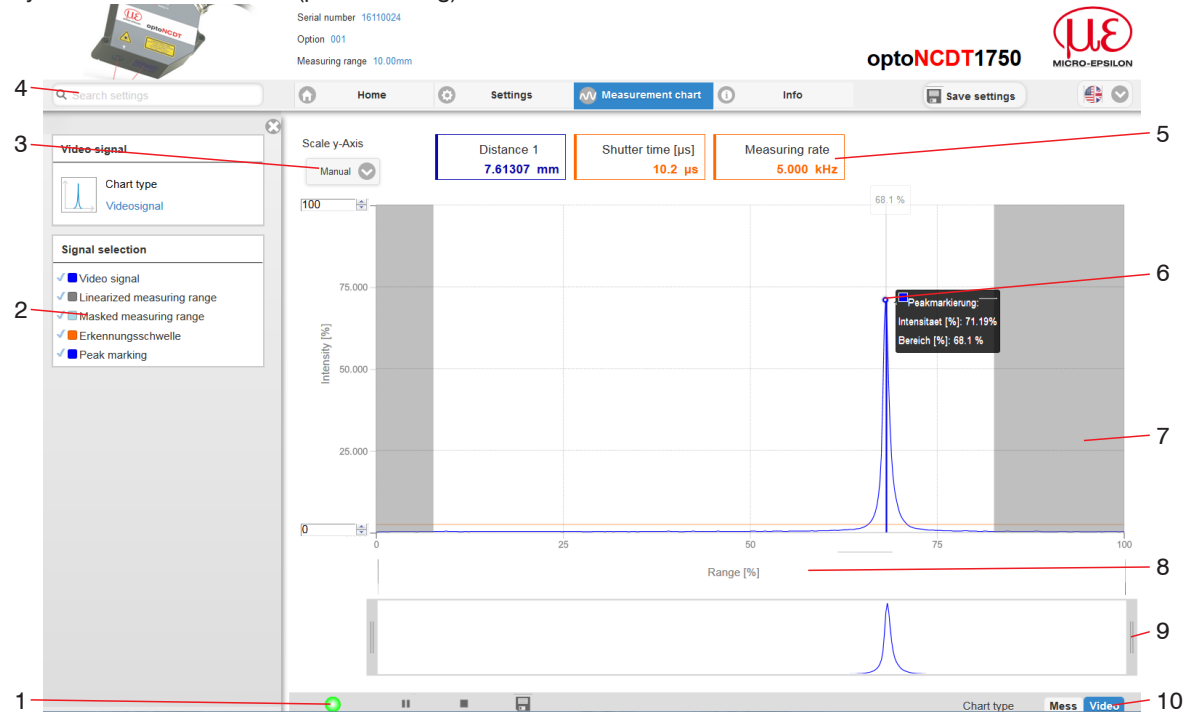 Serial number 16110024
Option 001
Measuring range 10.00mm
optoNCDT
optoNCDT1750
με
MICRO-EPSILON
4
Search settings
Home
Settings
Measurement chart
Info
Save settings
3
Video signal
Chart type
Videosignal
Signal selection
Video signal
Linearized measuring range
2
Masked measuring range
Erkennungsschwelle
Peak marking
Scale y-Axis
Manual
Distance 1
7.61307 mm
Shutter time [µs]
10.2 µs
Measuring rate
5.000 kHz
5
100
68.1 %
6
75.000
Peakmarkierung:
Intensitaet [%]: 71.19%
Bereich [%]: 68.1 %
Intensity [%]
50.000
7
25.000
0
0 25 50 75 100
Range [%]
8
9
1
Chart type
Mess Video
10